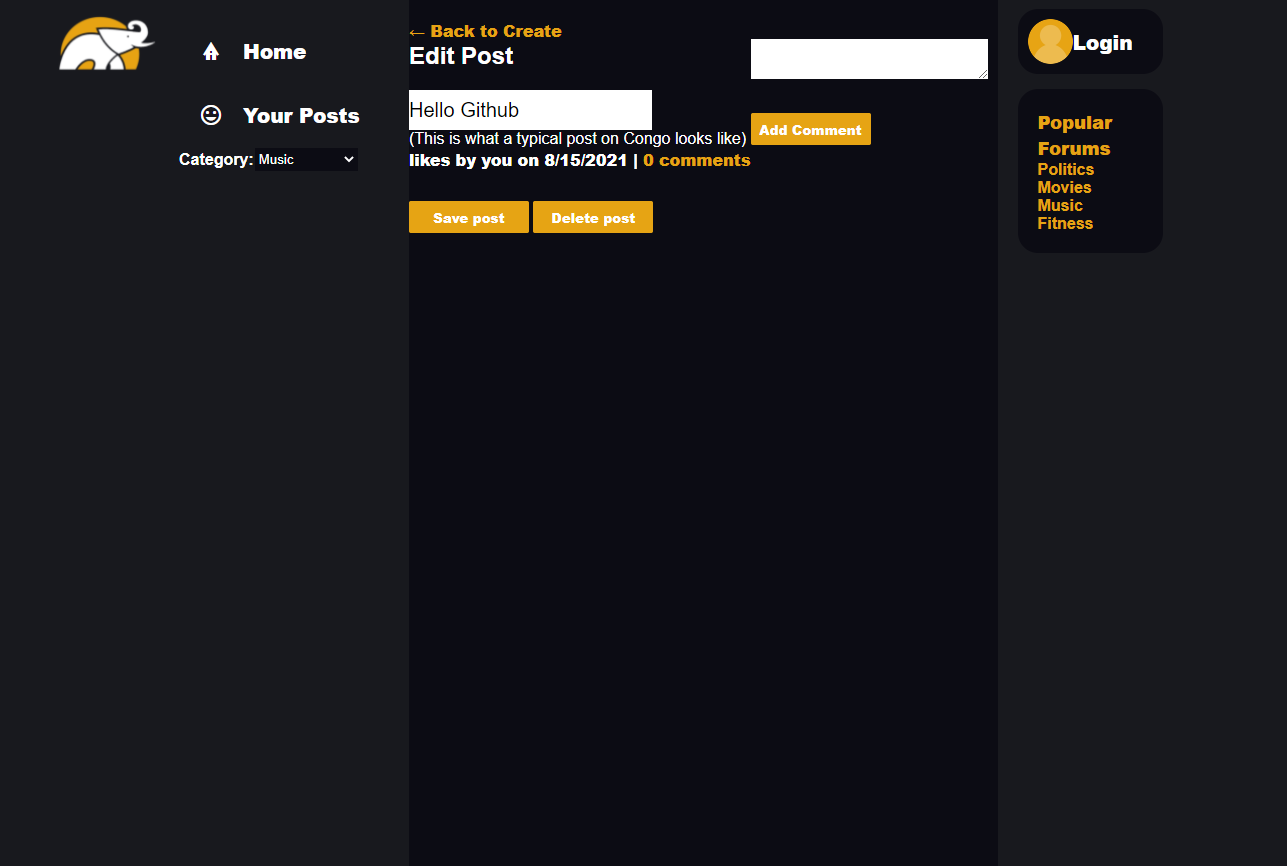 Home
Your Posts
Category: Music
← Back to Create
Edit Post
Hello Github
(This is what a typical post on Congo looks like)
likes by you on 8/15/2021 | 0 comments
Save post Delete post
Add Comment
Login
Popular
Forums
Politics
Movies
Music
Fitness